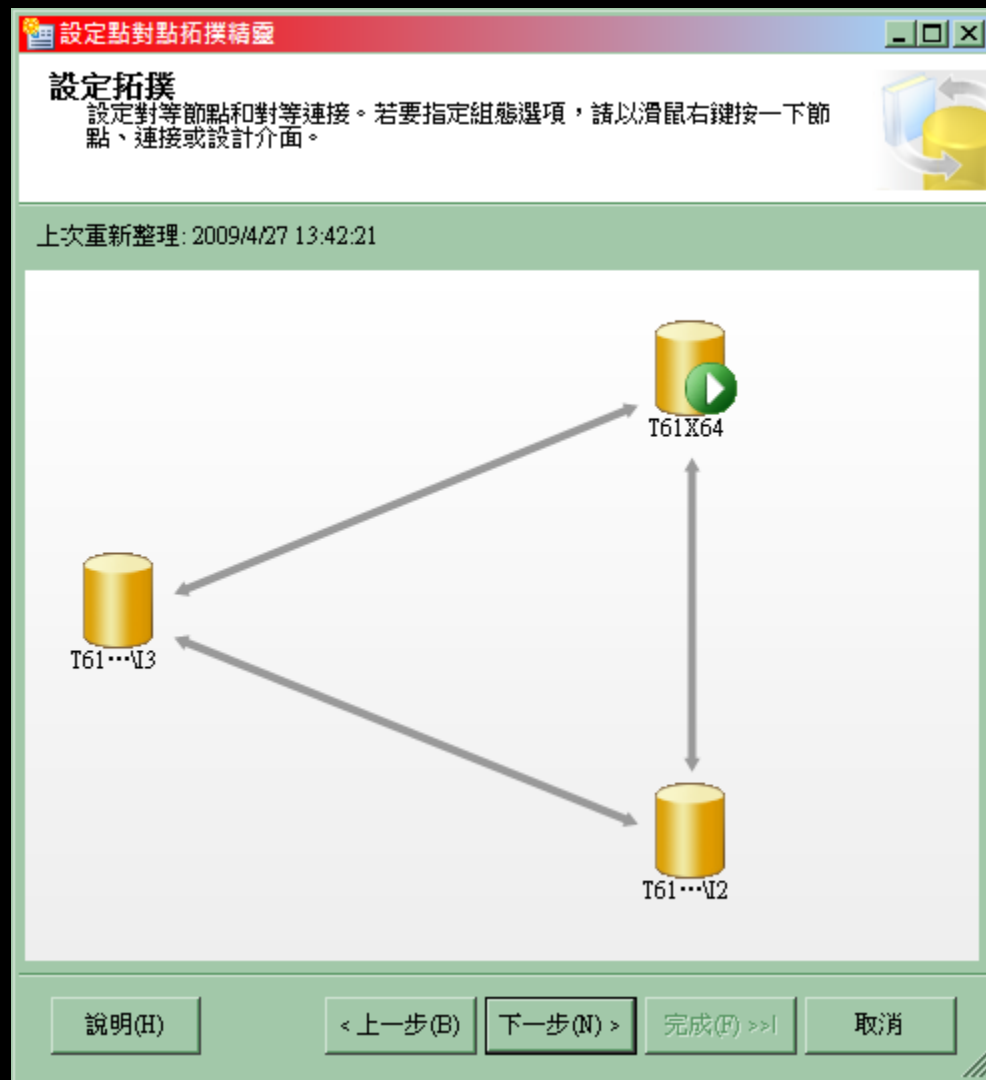 設定點對點拓撲精靈
設定拓撲
設定對等節點和對等連接。若要指定組態選項，請以滑鼠右鍵按一下節
點、連接或設計介面。
上次重新整理: 2009/4/27 13:42:21
T61X64
T61…\I3
T61…\I2
說明(H)
< 上一步(B)
下一步(N) >
完成(F) >>|
取消